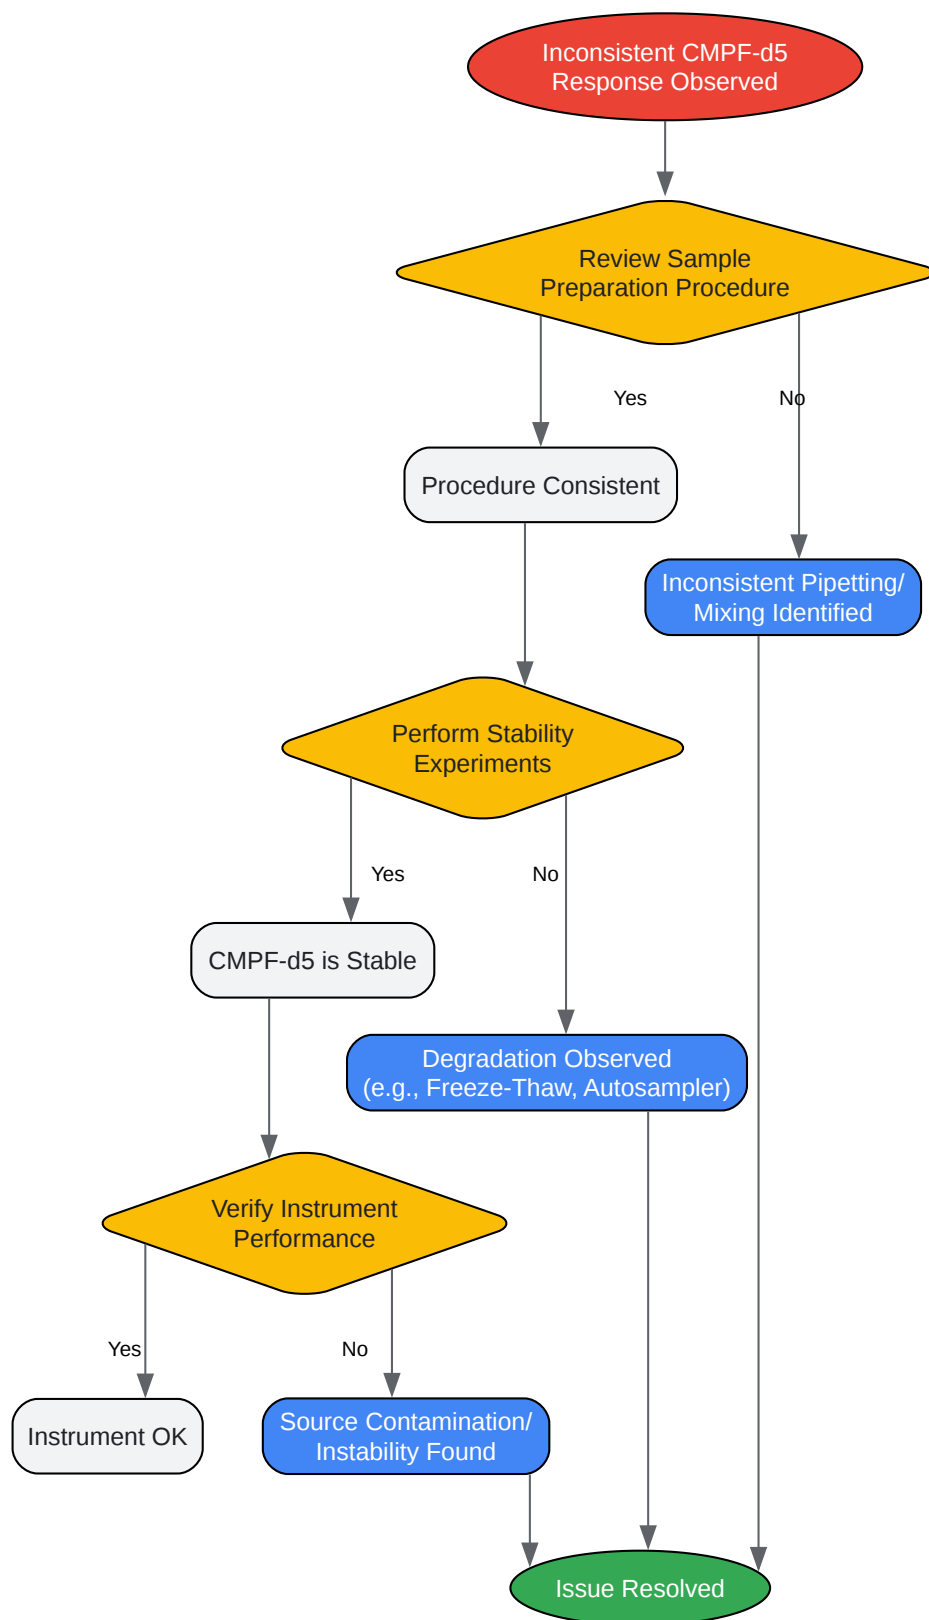 Inconsistent CMPF-d5
Response Observed
Review Sample
Preparation Procedure
Yes
No
Procedure Consistent
Inconsistent Pipetting/
Mixing Identified
Perform Stability
Experiments
Yes
No
CMPF-d5 is Stable
Degradation Observed
(e.g., Freeze-Thaw, Autosampler)
Verify Instrument
Performance
Yes
No
Instrument OK
Source Contamination/
Instability Found
Issue Resolved